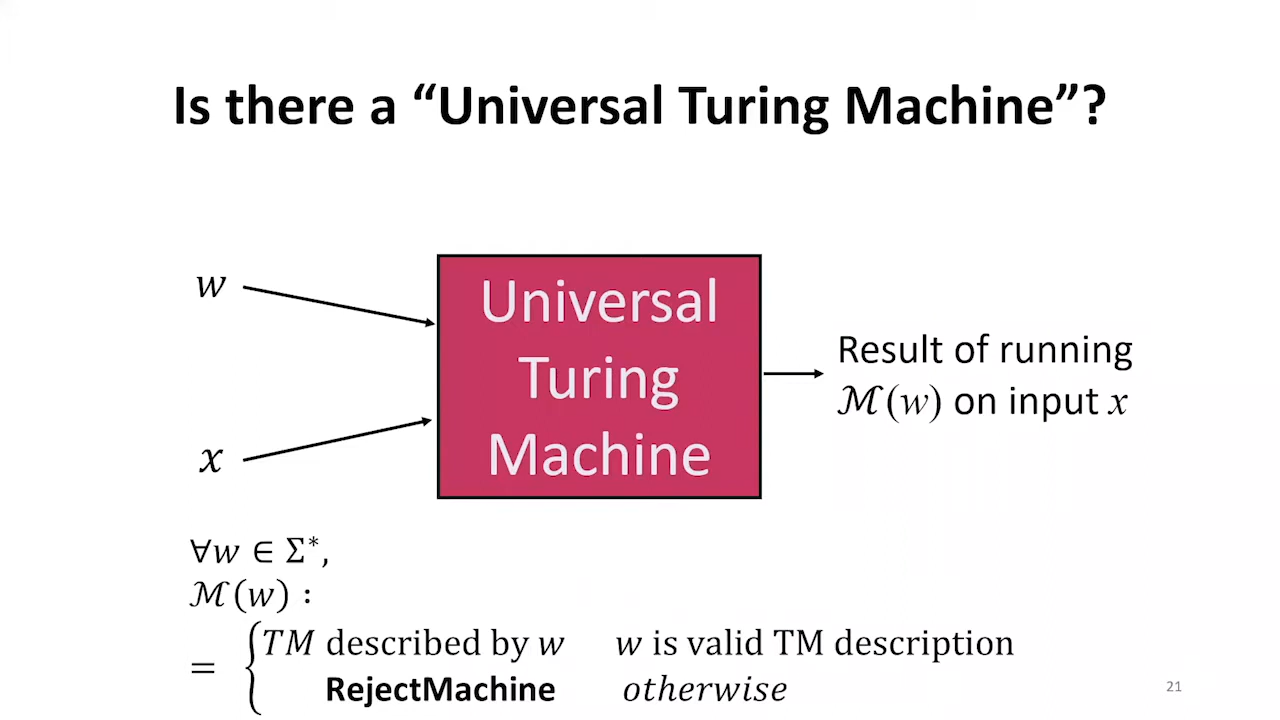 Is there a “Universal Turing Machine”?
w
x
Universal
Turing
Machine
Result of running
ℳ(w) on input x
∀w ∈ Σ*,
ℳ(w) :
= { TM described by w w is valid TM description
RejectMachine otherwise
21